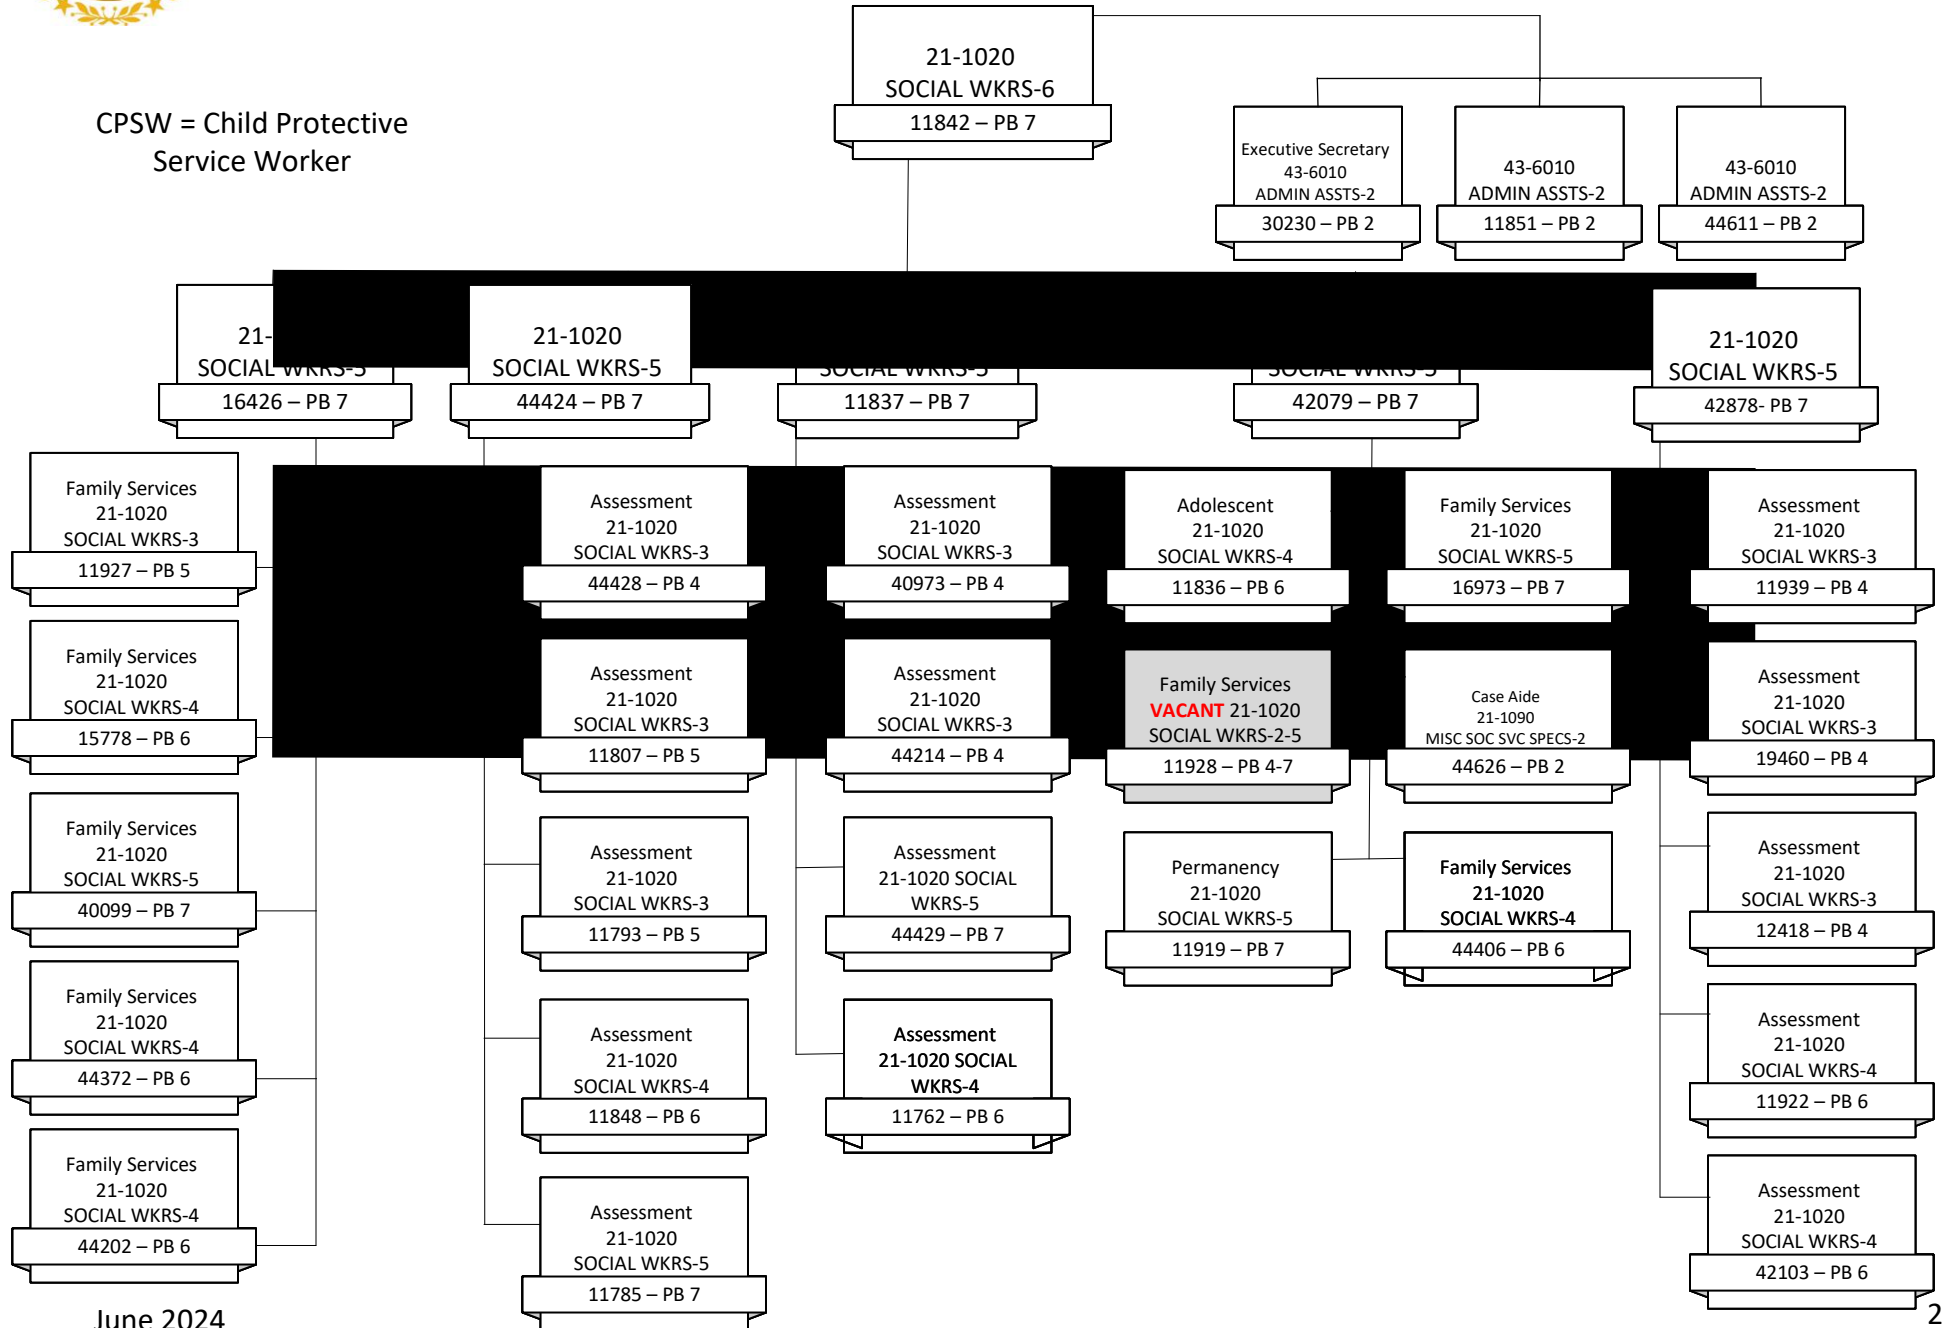 21-1020
SOCIAL WKRS-6
11842 – PB 7
CPSW = Child Protective
Service Worker
Executive Secretary
43-6010
ADMIN ASSTS-2
30230 – PB 2
43-6010
ADMIN ASSTS-2
11851 – PB 2
43-6010
ADMIN ASSTS-2
44611 – PB 2
21-
SOCIAL WKRS-5
16426 – PB 7
21-1020
SOCIAL WKRS-5
44424 – PB 7
SOCIAL WKRS-5
11837 – PB 7
SOCIAL WKRS-5
42079 – PB 7
21-1020
SOCIAL WKRS-5
42878- PB 7
Family Services
21-1020
SOCIAL WKRS-3
11927 – PB 5
Family Services
21-1020
SOCIAL WKRS-4
15778 – PB 6
Family Services
21-1020
SOCIAL WKRS-5
40099 – PB 7
Family Services
21-1020
SOCIAL WKRS-4
44372 – PB 6
Family Services
21-1020
SOCIAL WKRS-4
44202 – PB 6
Assessment
21-1020
SOCIAL WKRS-3
44428 – PB 4
Assessment
21-1020
SOCIAL WKRS-3
11807 – PB 5
Assessment
21-1020
SOCIAL WKRS-3
11793 – PB 5
Assessment
21-1020
SOCIAL WKRS-4
11848 – PB 6
Assessment
21-1020
SOCIAL WKRS-5
11785 – PB 7
Assessment
21-1020
SOCIAL WKRS-3
40973 – PB 4
Assessment
21-1020
SOCIAL WKRS-3
44214 – PB 4
Assessment
21-1020 SOCIAL
WKRS-5
44429 – PB 7
Assessment
21-1020 SOCIAL
WKRS-4
11762 – PB 6
Adolescent
21-1020
SOCIAL WKRS-4
11836 – PB 6
Family Services
VACANT 21-1020
SOCIAL WKRS-2-5
11928 – PB 4-7
Permanency
21-1020
SOCIAL WKRS-5
11919 – PB 7
Family Services
21-1020
SOCIAL WKRS-5
16973 – PB 7
Case Aide
21-1090
MISC SOC SVC SPECS-2
44626 – PB 2
Family Services
21-1020
SOCIAL WKRS-4
44406 – PB 6
Assessment
21-1020
SOCIAL WKRS-3
11939 – PB 4
Assessment
21-1020
SOCIAL WKRS-3
19460 – PB 4
Assessment
21-1020
SOCIAL WKRS-3
12418 – PB 4
Assessment
21-1020
SOCIAL WKRS-4
11922 – PB 6
Assessment
21-1020
SOCIAL WKRS-4
42103 – PB 6
June 2024
2